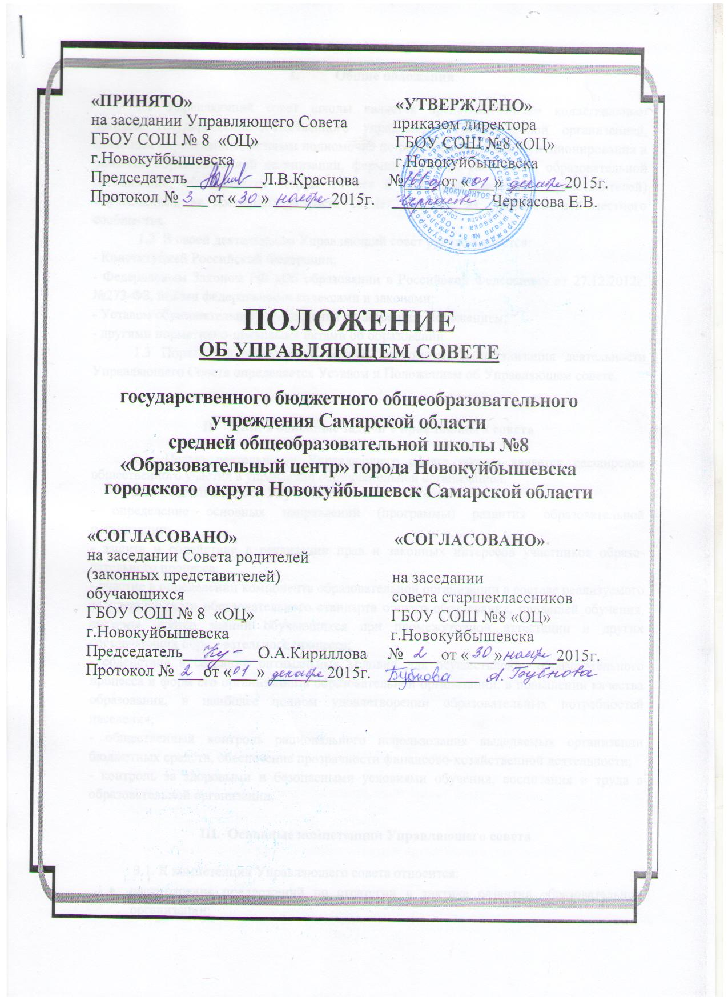 «ПРИНЯТО»
на заседании Управляющего Совета
ГБОУ СОШ № 8 «ОЦ»
г.Новокуйбышевска
Председатель Л.В.Краснова
Протокол № 3 от «30» ноября 2015г.
«УТВЕРЖДЕНО»
приказом директора
ГБОУ СОШ №8 «ОЦ»
г.Новокуйбышевска
№ от «01» декабря 2015г.
Черкасова Черкасова Е.В.
для документов
ПОЛОЖЕНИЕ
ОБ УПРАВЛЯЮЩЕМ СОВЕТЕ
государственного бюджетного общеобразовательного
учреждения Самарской области
средней общеобразовательной школы №8
«Образовательный центр» города Новокуйбышевска
городского округа Новокуйбышевск Самарской области
«СОГЛАСОВАНО»
на заседании Совета родителей
(законных представителей)
обучающихся
ГБОУ СОШ № 8 «ОЦ»
г.Новокуйбышевска
Председатель О.А.Кириллова
Протокол № 2 от «01» декабря 2015г.
«СОГЛАСОВАНО»
на заседании
совета старшеклассников
ГБОУ СОШ №8 «ОЦ»
г.Новокуйбышевска
№ 2 от «30» ноября 2015г.
Бубнова А. Бубнова